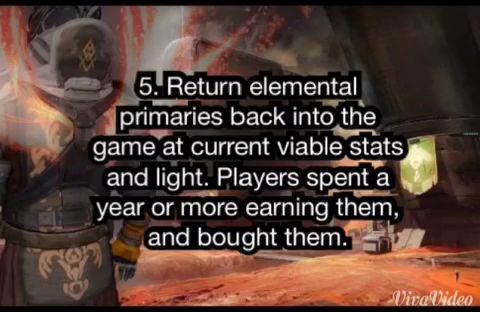 5. Return elemental
primaries back into the
game at current viable stats
and light. Players spent a
year or more earning them,
and bought them.
VivaVideo